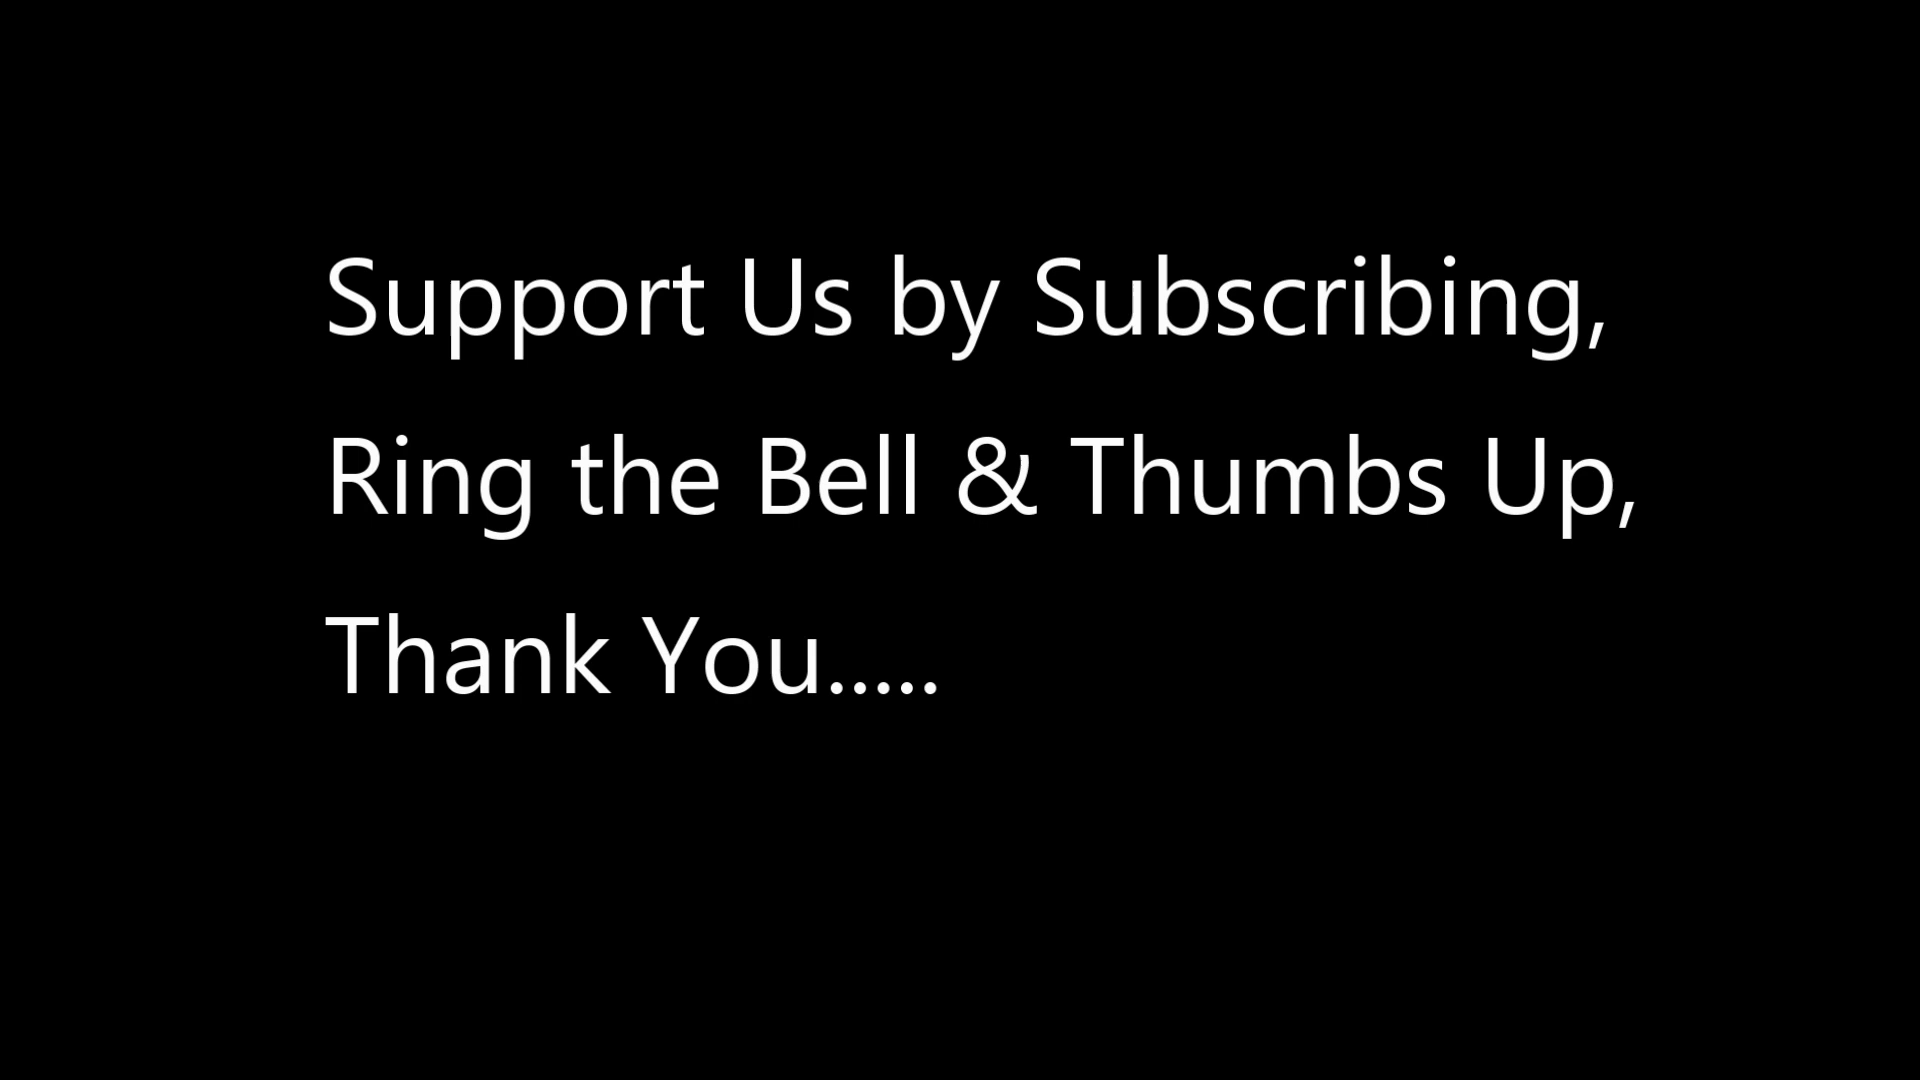 Support Us by Subscribing,
Ring the Bell & Thumbs Up,
Thank You.....